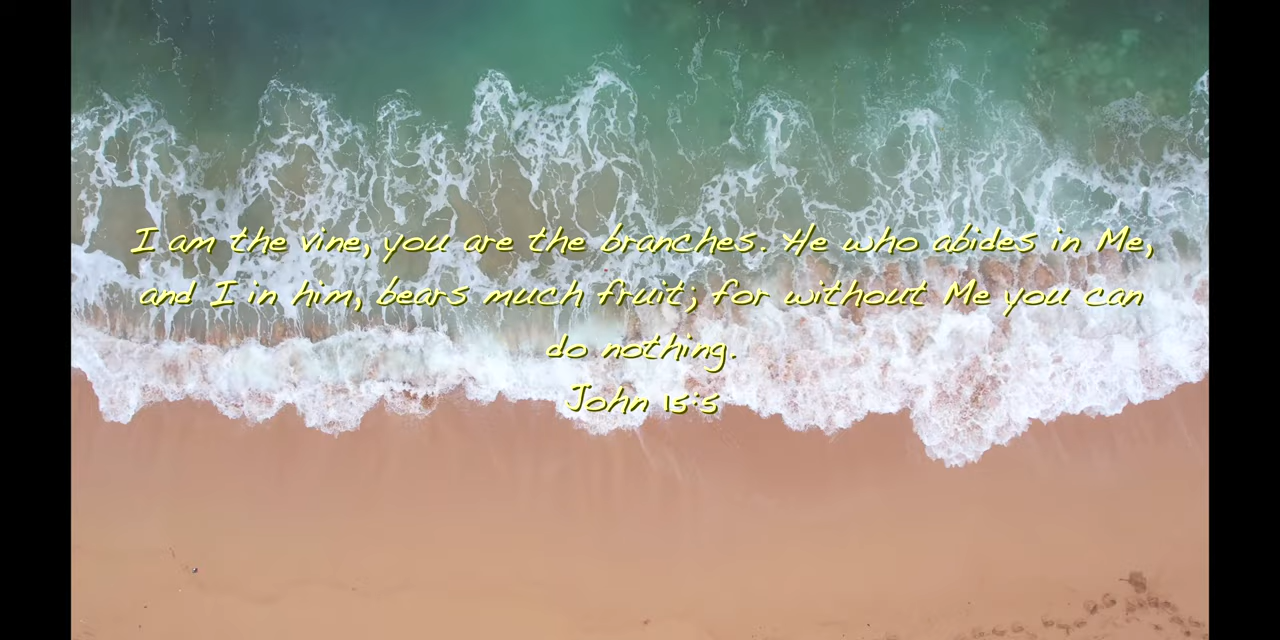 I am the vine, you are the branches. He who abides in Me,
and I in him, bears much fruit; for without Me you can
do nothing.
John 15:5